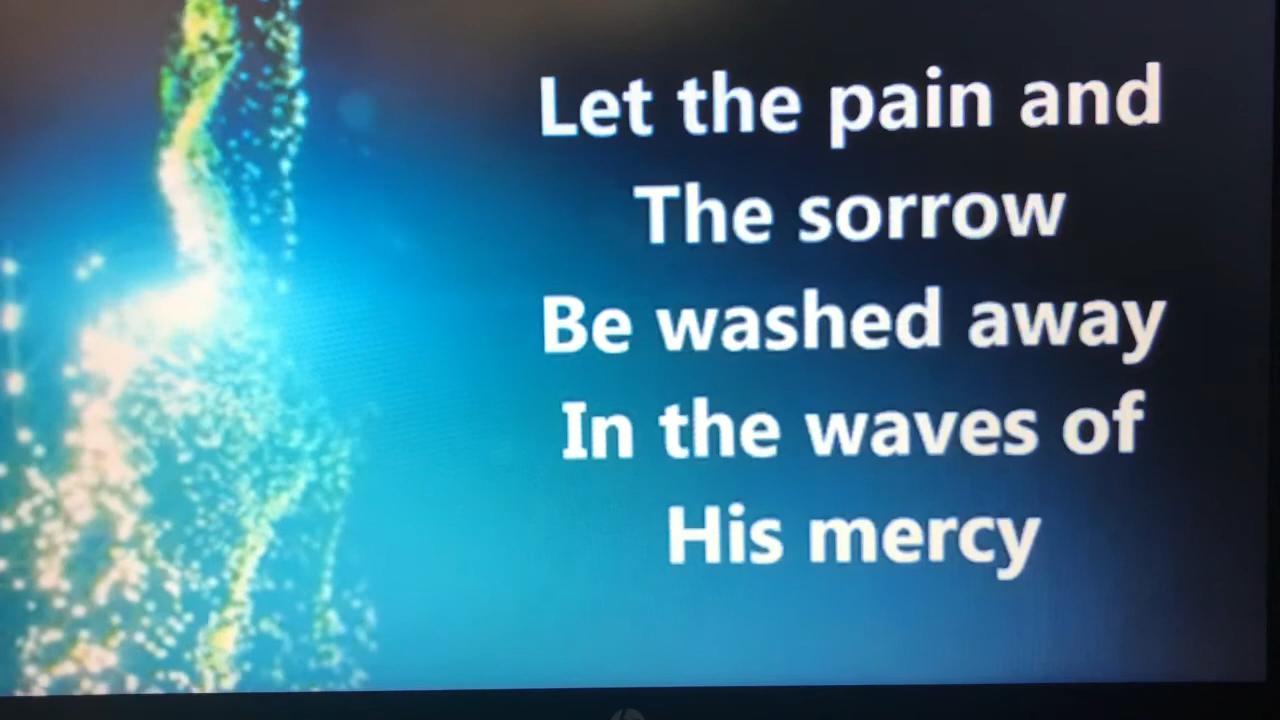 Let the pain and
The sorrow
Be washed away
In the waves of
His mercy